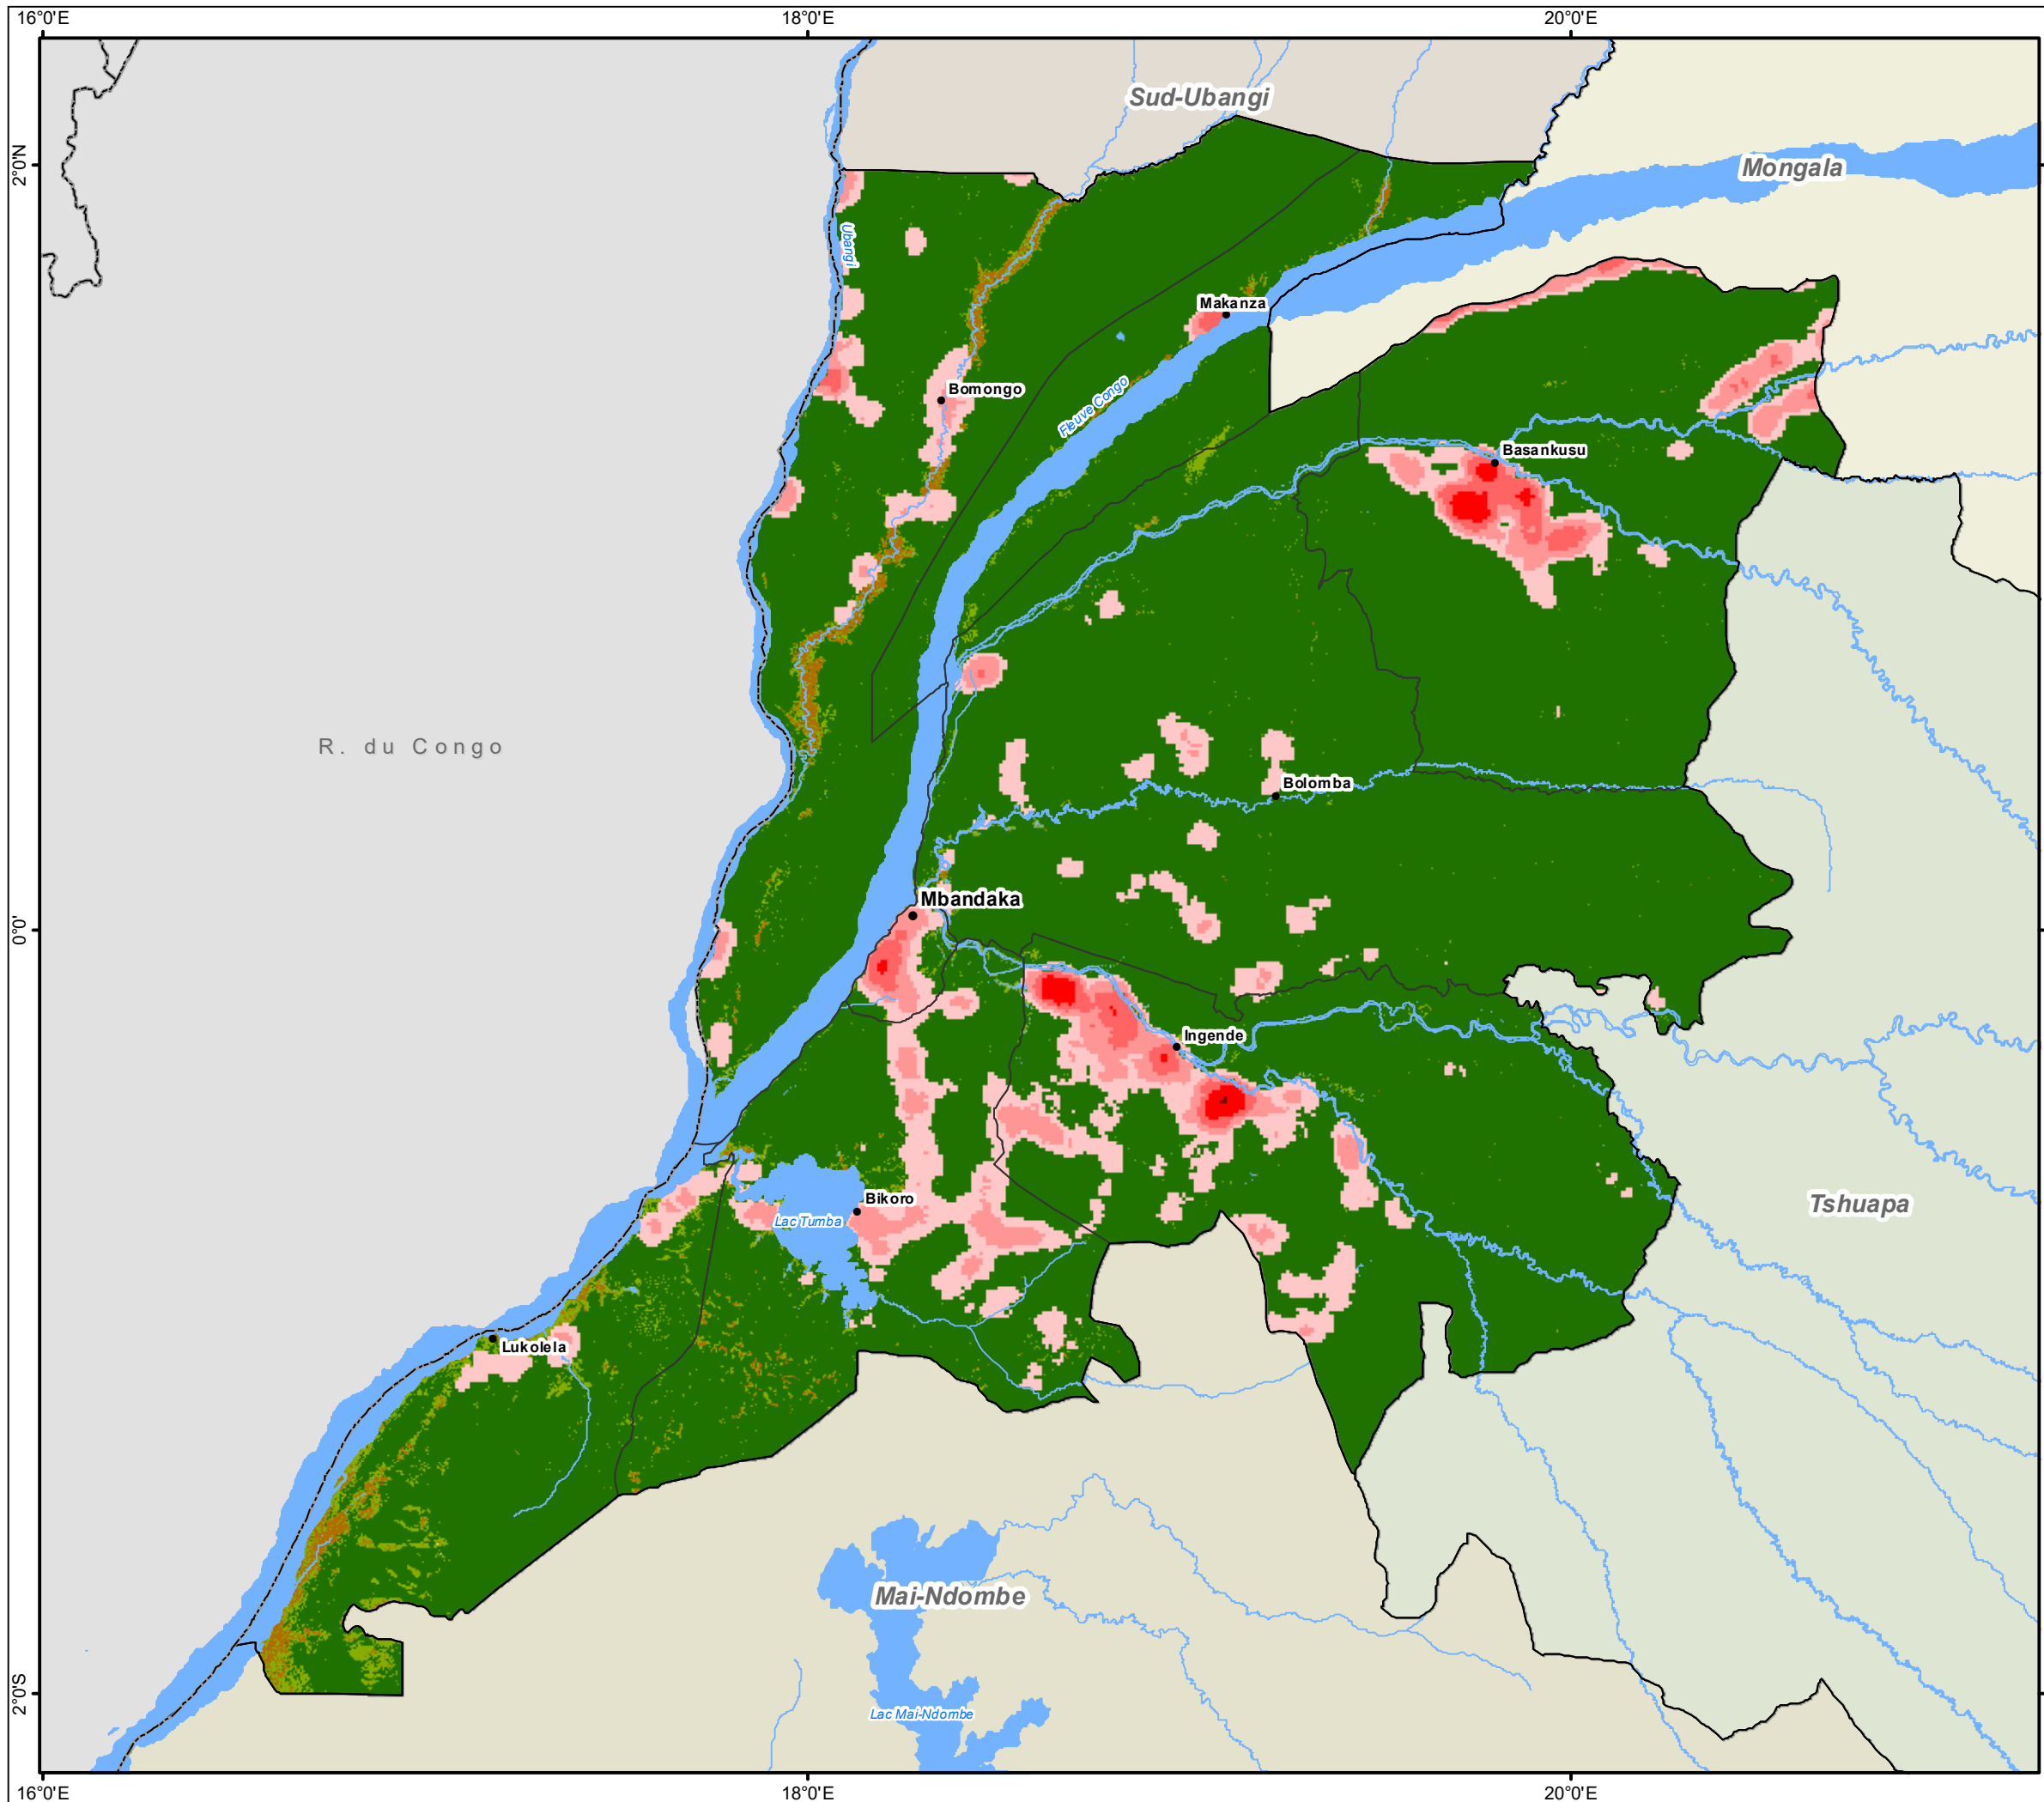 16°0'E
18°0'E
20°0'E
Sud-Ubangi
2°0'N
Mongala
Ubangi
Makanza
Bomongo
Fleuve Congo
Basankusu
R. du Congo
Bolomba
Mbandaka
0°0'
Ingende
Bikoro
Tshuapa
Lac Tumba
Lukolela
Mai-Ndombe
2°0'S
Lac Mai-Ndombe
16°0'E
18°0'E
20°0'E